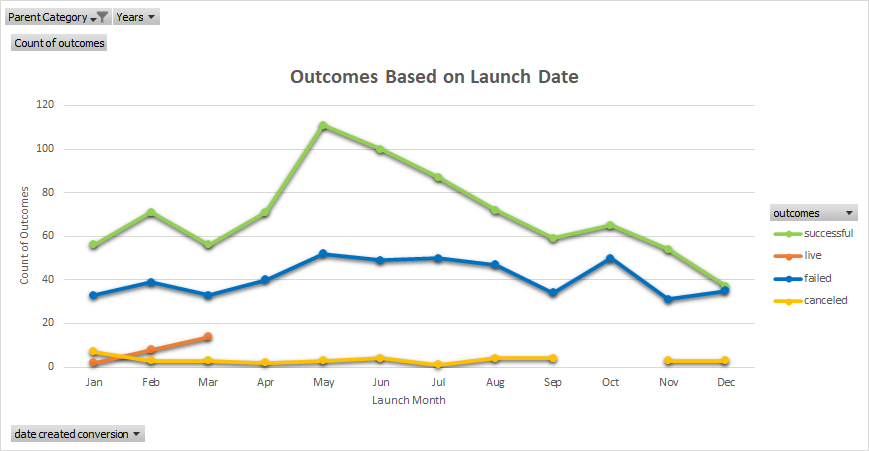 Parent Category Years
Count of outcomes
Outcomes Based on Launch Date
120
100
80
60
40
20
0
Count of Outcomes
Jan Feb Mar Apr May Jun Jul Aug Sep Oct Nov Dec
Launch Month
outcomes
successful
live
failed
canceled
date created conversion